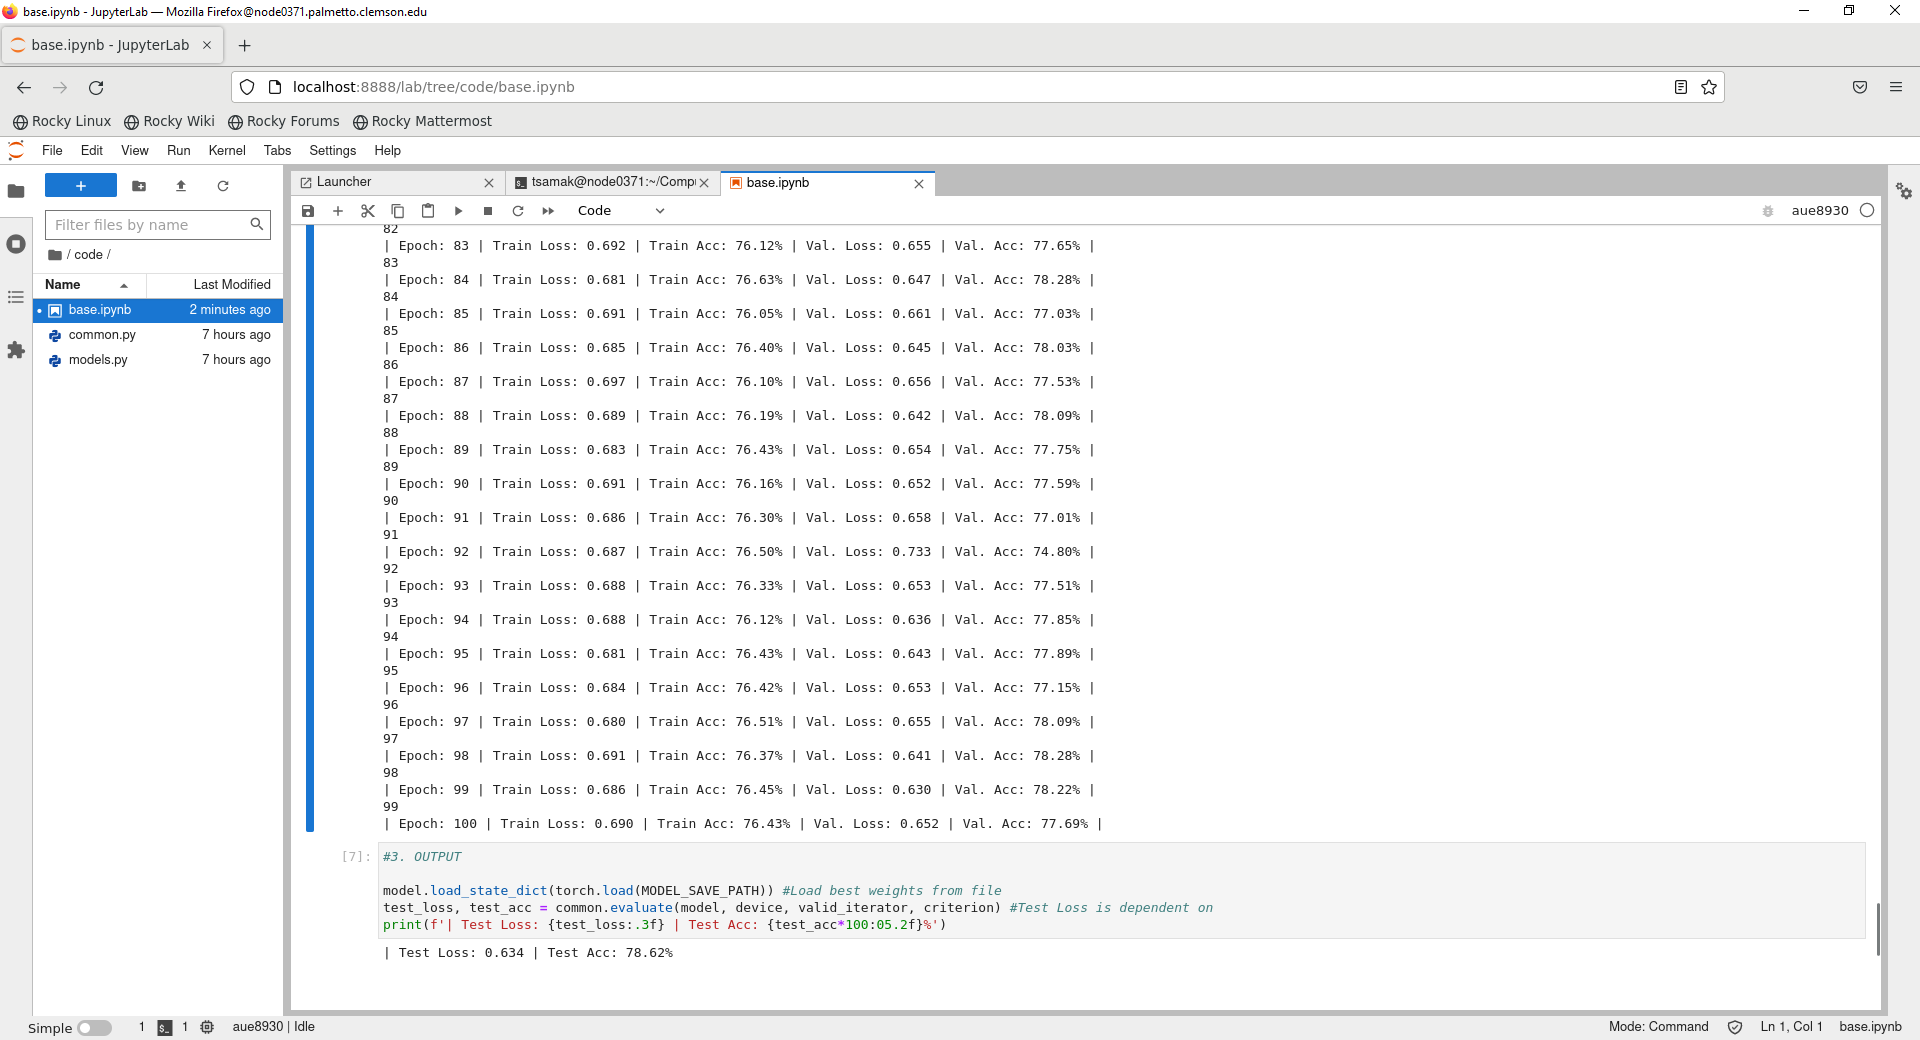 base.ipynb - JupyterLab — Mozilla Firefox@node0371.palmetto.clemson.edu
base.ipynb - JupyterLab
localhost:8888/lab/tree/code/base.ipynb
Rocky Linux Rocky Wiki Rocky Forums Rocky Mattermost
File Edit View Run Kernel Tabs Settings Help
Launcher tsamak@node0371:~/Comp base.ipynb
Code aue8930
Filter files by name
/ code /
Name Last Modified
base.ipynb 2 minutes ago
common.py 7 hours ago
models.py 7 hours ago
82
| Epoch: 83 | Train Loss: 0.692 | Train Acc: 76.12% | Val. Loss: 0.655 | Val. Acc: 77.65% |
83
| Epoch: 84 | Train Loss: 0.681 | Train Acc: 76.63% | Val. Loss: 0.647 | Val. Acc: 78.28% |
84
| Epoch: 85 | Train Loss: 0.691 | Train Acc: 76.05% | Val. Loss: 0.661 | Val. Acc: 77.03% |
85
| Epoch: 86 | Train Loss: 0.685 | Train Acc: 76.40% | Val. Loss: 0.645 | Val. Acc: 78.03% |
86
| Epoch: 87 | Train Loss: 0.697 | Train Acc: 76.10% | Val. Loss: 0.656 | Val. Acc: 77.53% |
87
| Epoch: 88 | Train Loss: 0.689 | Train Acc: 76.19% | Val. Loss: 0.642 | Val. Acc: 78.09% |
88
| Epoch: 89 | Train Loss: 0.683 | Train Acc: 76.43% | Val. Loss: 0.654 | Val. Acc: 77.75% |
89
| Epoch: 90 | Train Loss: 0.691 | Train Acc: 76.16% | Val. Loss: 0.652 | Val. Acc: 77.59% |
90
| Epoch: 91 | Train Loss: 0.686 | Train Acc: 76.30% | Val. Loss: 0.658 | Val. Acc: 77.01% |
91
| Epoch: 92 | Train Loss: 0.687 | Train Acc: 76.50% | Val. Loss: 0.733 | Val. Acc: 74.80% |
92
| Epoch: 93 | Train Loss: 0.688 | Train Acc: 76.33% | Val. Loss: 0.653 | Val. Acc: 77.51% |
93
| Epoch: 94 | Train Loss: 0.688 | Train Acc: 76.12% | Val. Loss: 0.636 | Val. Acc: 77.85% |
94
| Epoch: 95 | Train Loss: 0.681 | Train Acc: 76.43% | Val. Loss: 0.643 | Val. Acc: 77.89% |
95
| Epoch: 96 | Train Loss: 0.684 | Train Acc: 76.42% | Val. Loss: 0.653 | Val. Acc: 77.15% |
96
| Epoch: 97 | Train Loss: 0.680 | Train Acc: 76.51% | Val. Loss: 0.655 | Val. Acc: 78.09% |
97
| Epoch: 98 | Train Loss: 0.691 | Train Acc: 76.37% | Val. Loss: 0.641 | Val. Acc: 78.28% |
98
| Epoch: 99 | Train Loss: 0.686 | Train Acc: 76.45% | Val. Loss: 0.630 | Val. Acc: 78.22% |
99
| Epoch: 100 | Train Loss: 0.690 | Train Acc: 76.43% | Val. Loss: 0.652 | Val. Acc: 77.69% |
[7]: #3. OUTPUT
model.load_state_dict(torch.load(MODEL_SAVE_PATH)) #Load best weights from file
test_loss, test_acc = common.evaluate(model, device, valid_iterator, criterion) #Test Loss is dependent on
print(f'| Test Loss: {test_loss:.3f} | Test Acc: {test_acc*100:05.2f}%')
| Test Loss: 0.634 | Test Acc: 78.62%
Simple 1 $_ 1 aue8930 | Idle Mode: Command Ln 1, Col 1 base.ipynb